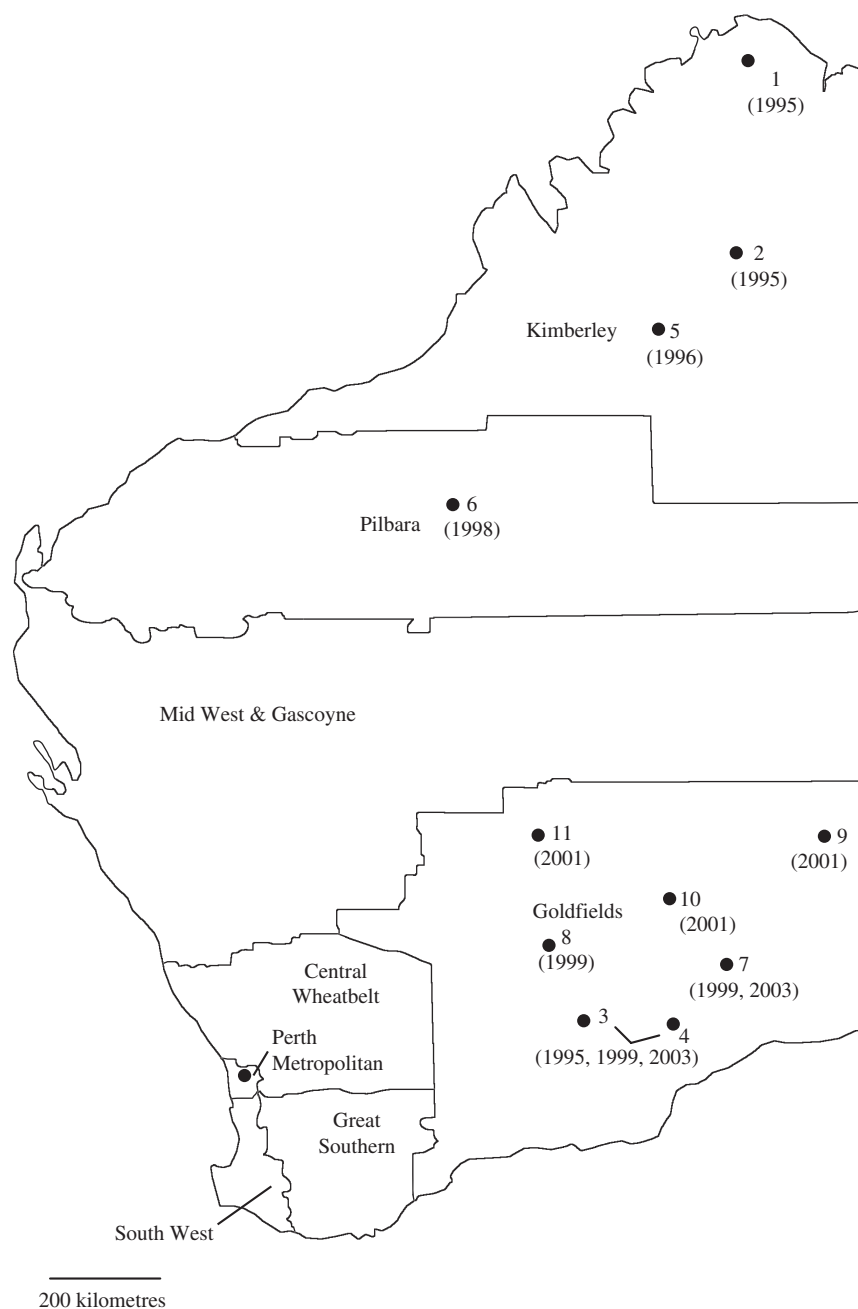 1
(1995)
2
(1995)
Kimberley
5
(1996)
6
Pilbara
(1998)
Mid West & Gascoyne
11
(2001)
9
(2001)
10
Goldfields
(2001)
8
(1999)
7
(1999, 2003)
3
4
(1995, 1999, 2003)
Central
Wheatbelt
Perth
Metropolitan
Great
Southern
South West
200 kilometres